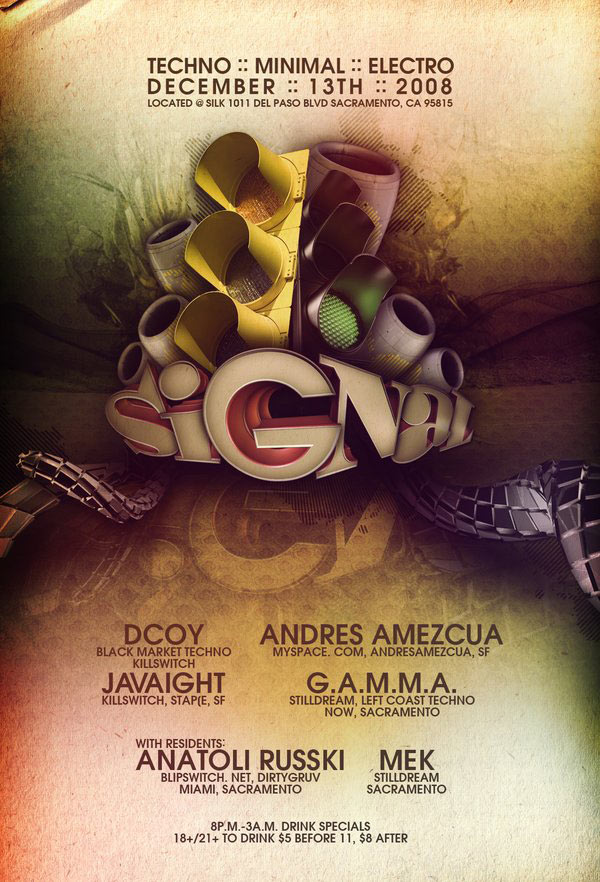 TECHNO :: MINIMAL :: ELECTRO
DECEMBER :: 13TH :: 2008
LOCATED @ SILK 1011 DEL PASO BLVD SACRAMENTO, CA 95815
SiGNaL
DCOY
BLACK MARKET TECHNO
KILLSWITCH
ANDRES AMEZCUA
MYSPACE. COM, ANDRESAMEZCUA, SF
JAVAIGHT
KILLSWITCH, STAP(E, SF
G.A.M.M.A.
STILLDREAM, LEFT COAST TECHNO
NOW, SACRAMENTO
WITH RESIDENTS:
ANATOLI RUSSKI
BLIPSWITCH. NET, DIRTYGRUV
MIAMI, SACRAMENTO
MEK
STILLDREAM
SACRAMENTO
8P.M.-3A.M. DRINK SPECIALS
18+/21+ TO DRINK $5 BEFORE 11, $8 AFTER